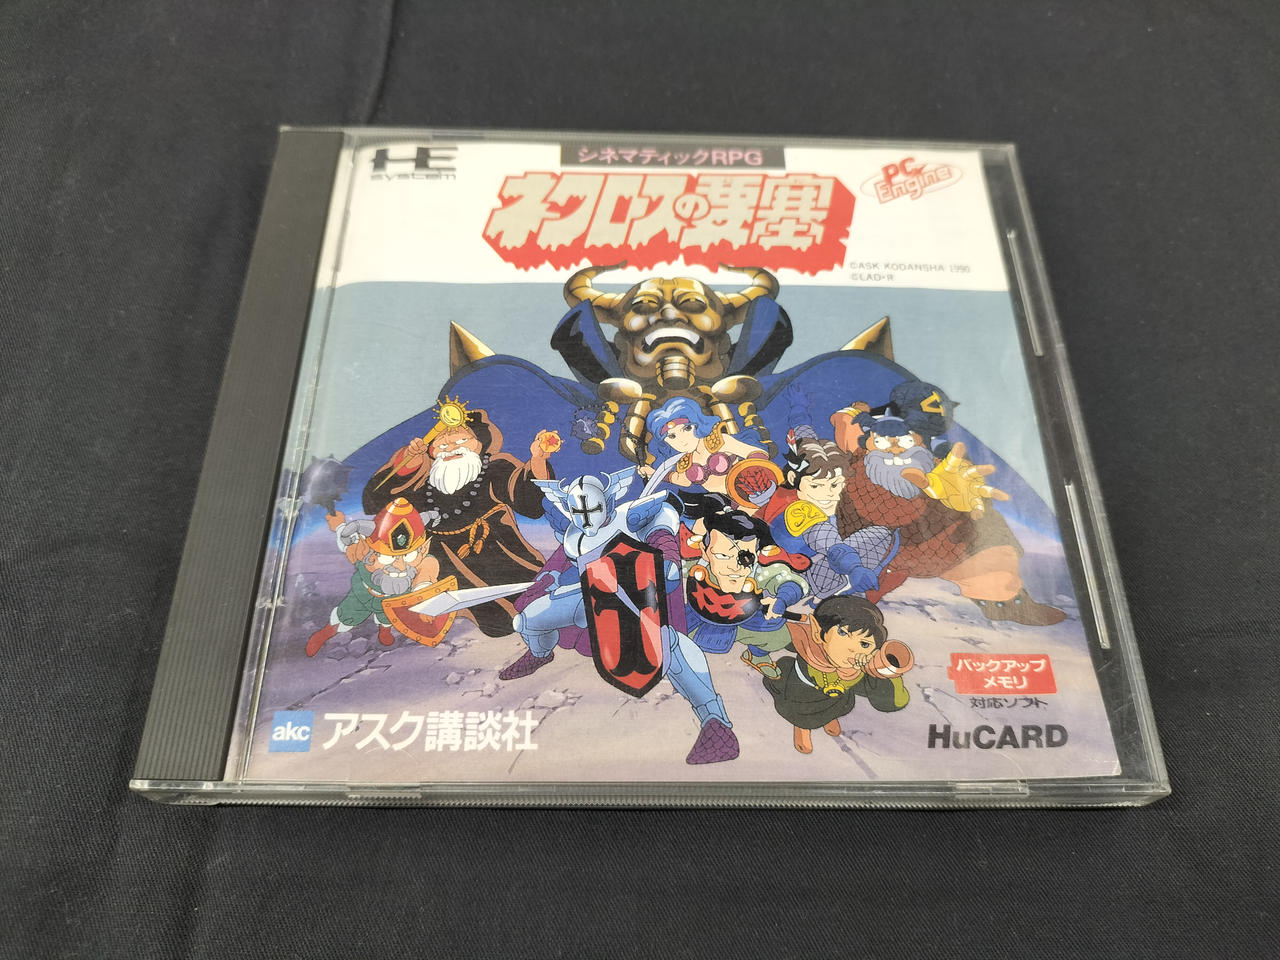 HE
system
シネマティックRPG
ネクロスの要塞
PC
Engine
©ASK KODANSHA 1990
©LAD・R
バックアップ
メモリ
対応ソフト
HuCARD
akc
アスク講談社